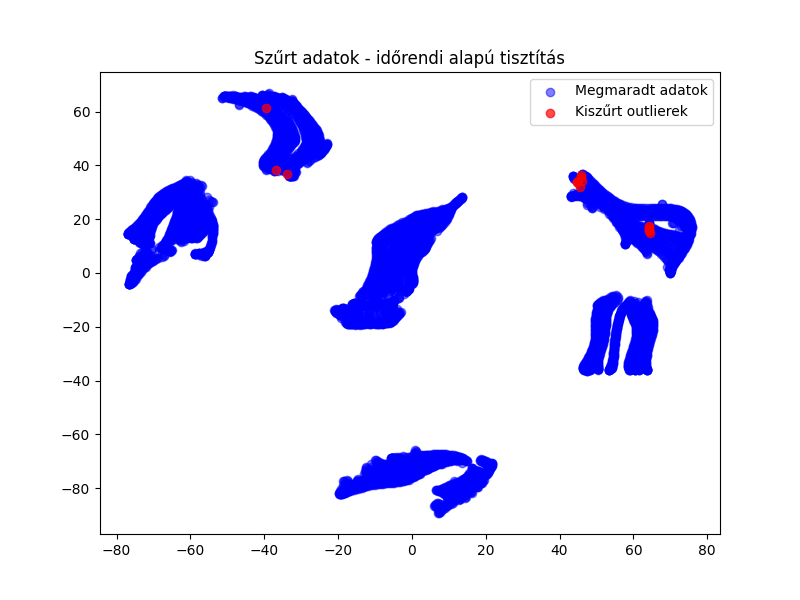 Szűrt adatok - időrendi alapú tisztítás
Megmaradt adatok
Kiszűrt outlierek
60
40
20
0
−20
−40
−60
−80
−80 −60 −40 −20 0 20 40 60 80